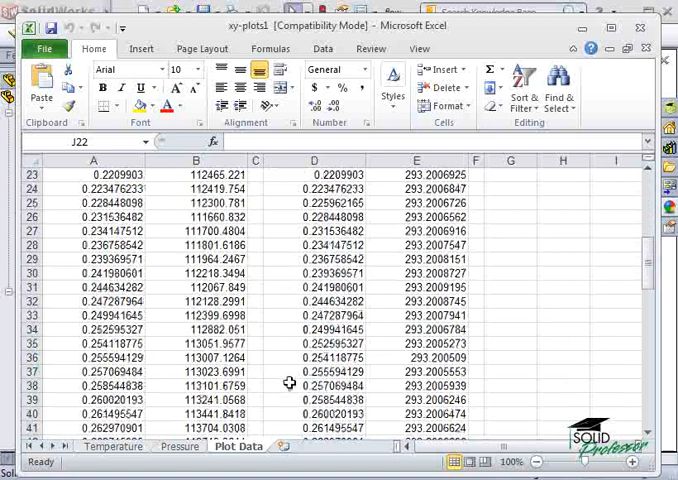 xy-plots1 [Compatibility Mode] - Microsoft Excel
File Home Insert Page Layout Formulas Data Review View
Arial 10 General Insert
Paste Delete Styles Sort & Filter Find & Select
Format
Clipboard Font Alignment Number Cells Editing
J22 fx
A B C D E F G H I
23 0.2209903 112465.221 0.2209903 293.2006925
24 0.223476233 112419.754 0.223476233 293.2006847
25 0.228448098 112300.781 0.225962165 293.2006726
26 0.231536482 111660.832 0.228448098 293.2006562
27 0.234147512 111700.4804 0.231536482 293.2006916
28 0.236758542 111801.6186 0.234147512 293.2007547
29 0.239369571 111964.2467 0.236758542 293.2008151
30 0.241980601 112218.3494 0.239369571 293.2008727
31 0.244634282 112067.849 0.241980601 293.2009275
32 0.247287964 112128.2991 0.244634282 293.2008745
33 0.249941645 112399.6998 0.247287964 293.2007941
34 0.252595327 112882.051 0.249941645 293.2006784
35 0.254118775 113051.9577 0.252595327 293.2005273
36 0.255594129 113007.1264 0.254118775 293.200509
37 0.257069484 113023.6991 0.255594129 293.2005553
38 0.258544838 113101.6759 0.257069484 293.2005939
39 0.260020193 113241.0568 0.258544838 293.2006246
40 0.261495547 113441.8418 0.260020193 293.2006474
41 0.262970901 113704.0308 0.261495547 293.2006624
Temperature Pressure Plot Data
Ready 100%
SOLID
Professor